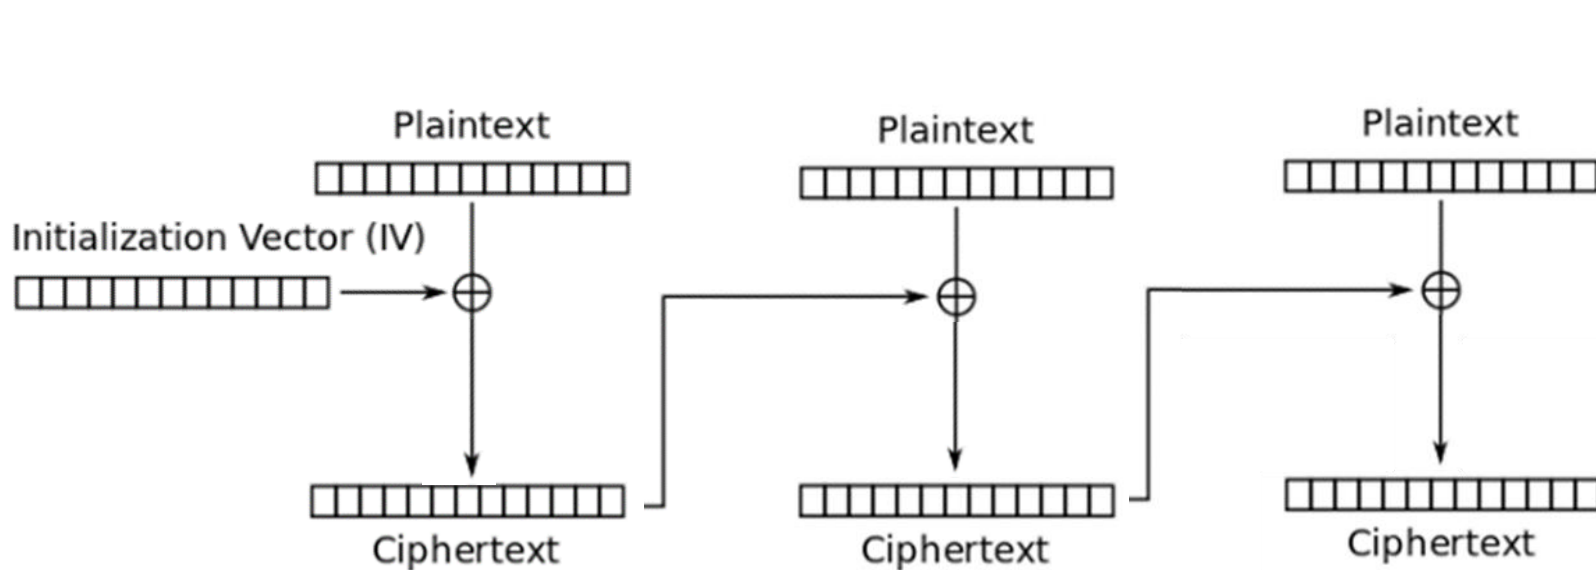 Plaintext
Plaintext
Plaintext
Initialization Vector (IV)
Ciphertext
Ciphertext
Ciphertext